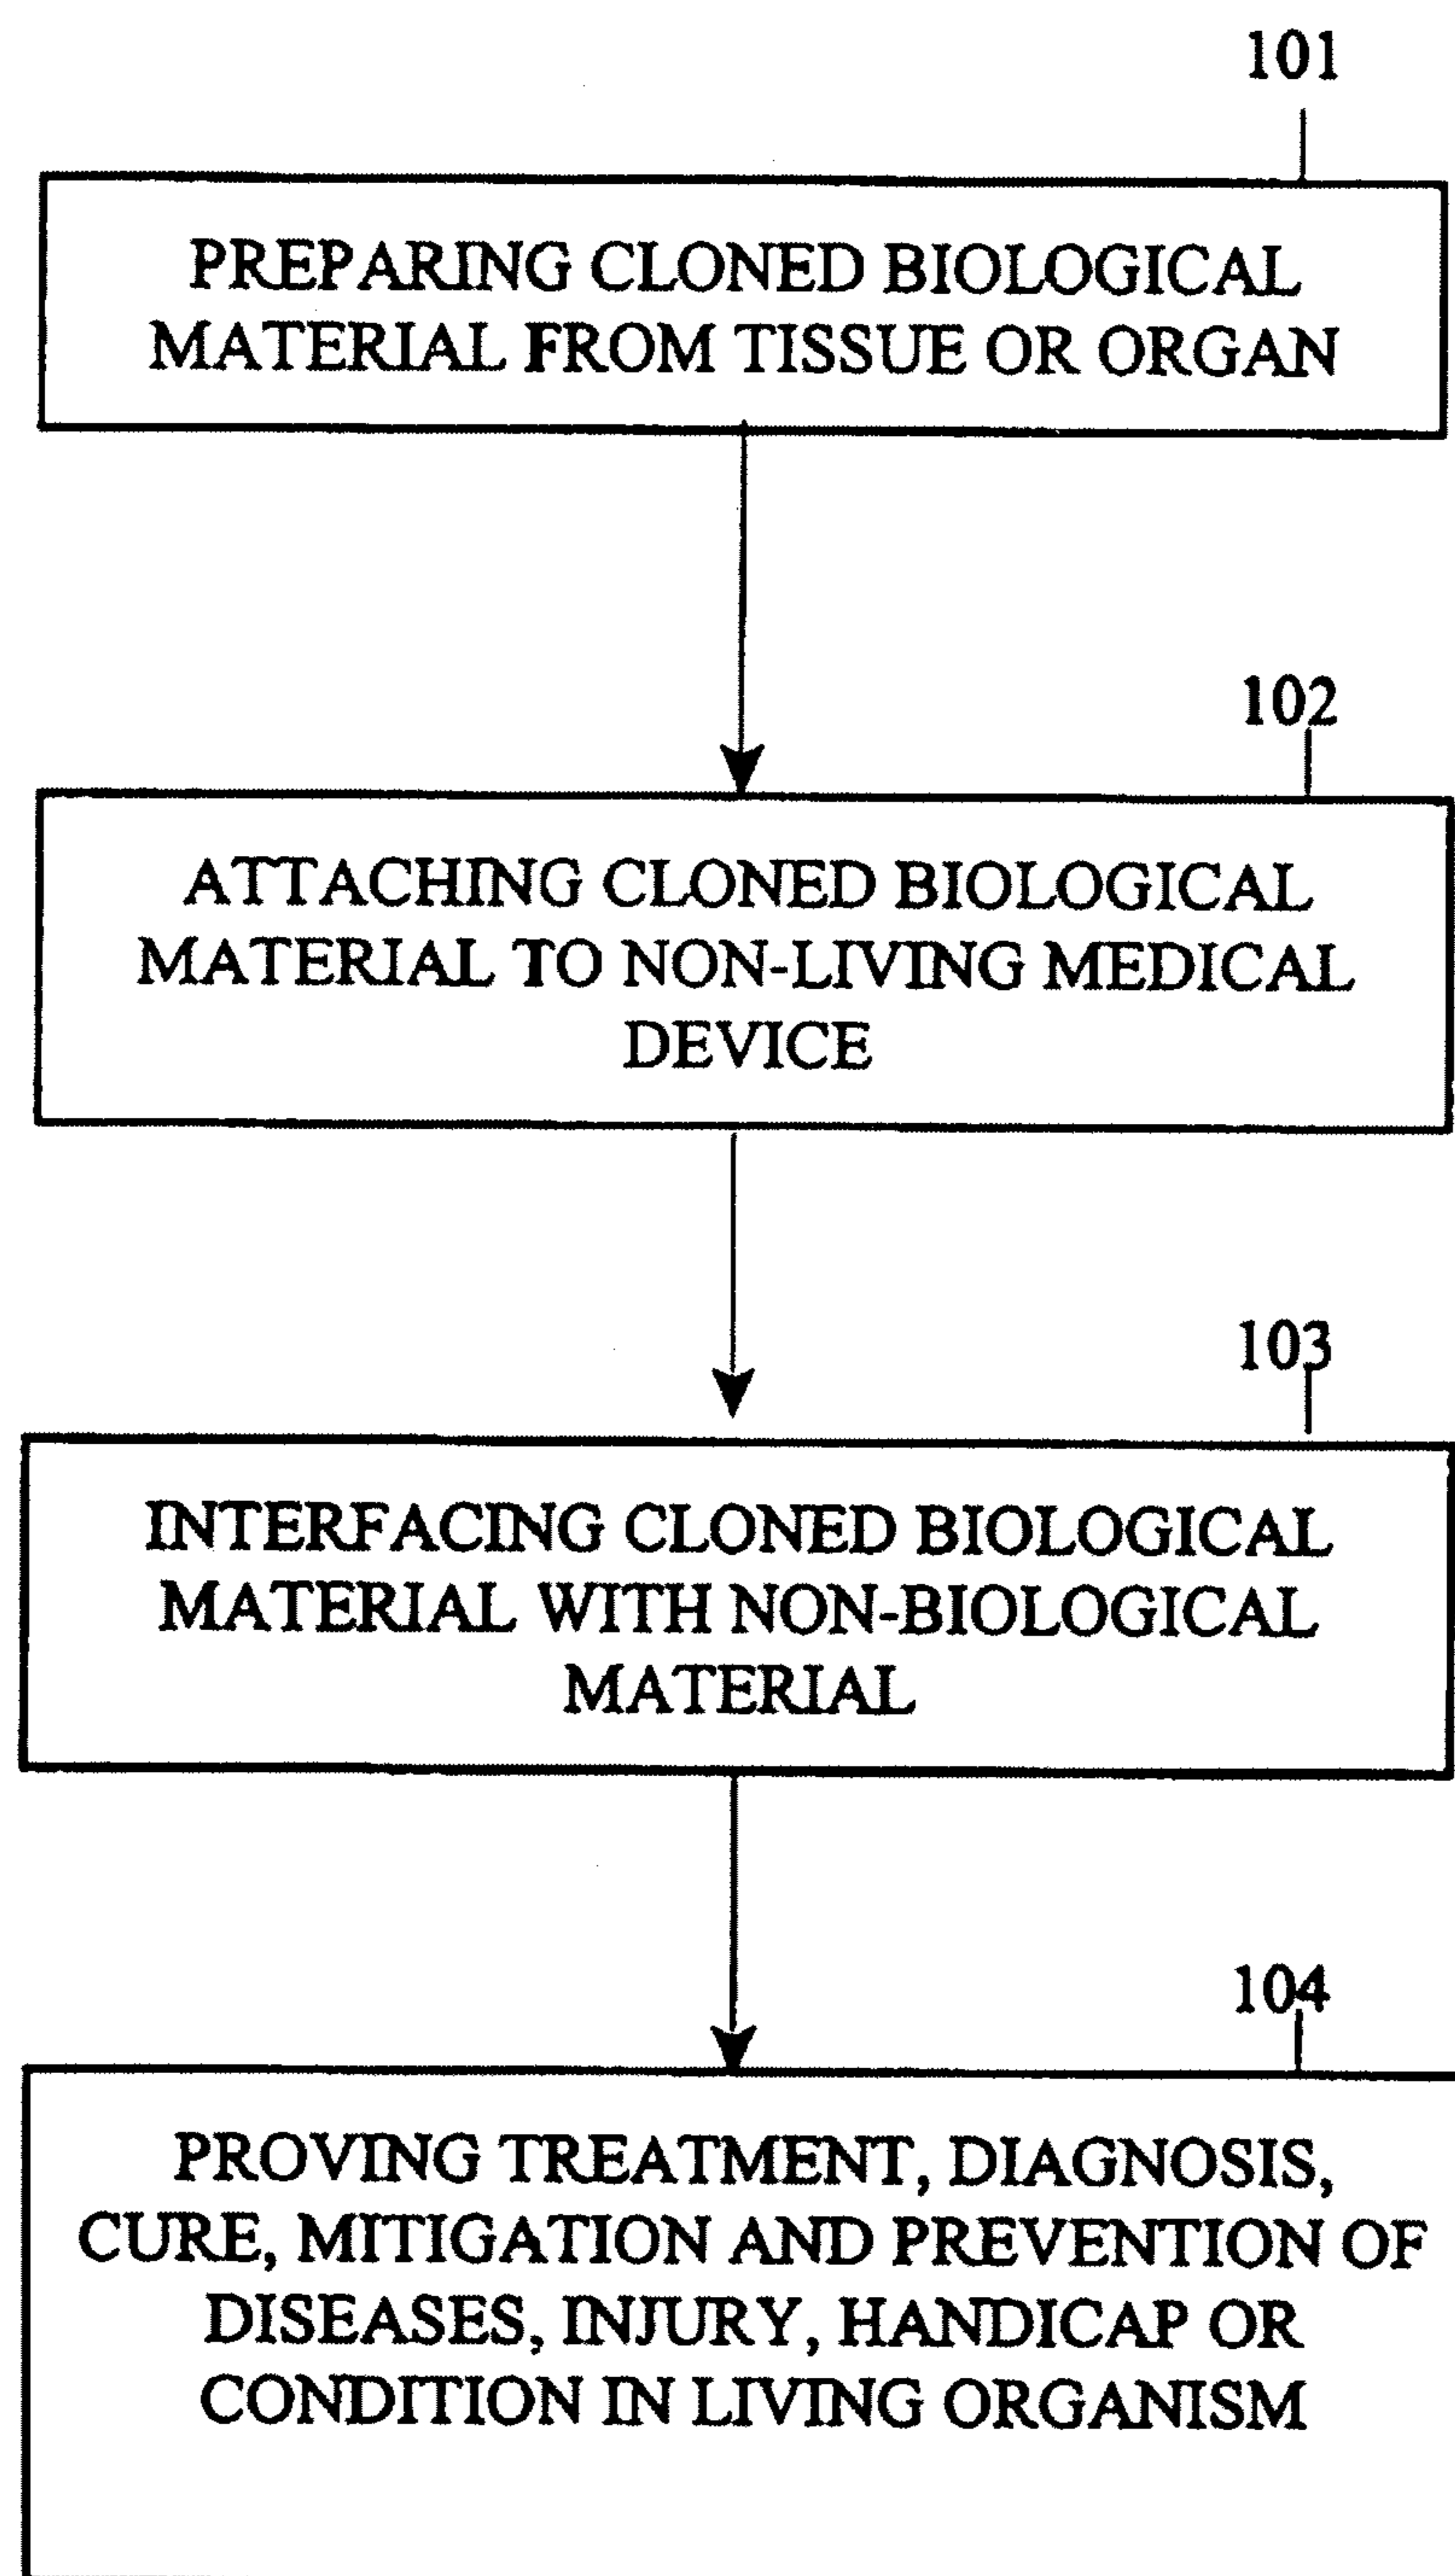 101
PREPARING CLONED BIOLOGICAL
MATERIAL FROM TISSUE OR ORGAN
102
ATTACHING CLONED BIOLOGICAL
MATERIAL TO NON-LIVING MEDICAL
DEVICE
103
INTERFACING CLONED BIOLOGICAL
MATERIAL WITH NON-BIOLOGICAL
MATERIAL
104
PROVING TREATMENT, DIAGNOSIS,
CURE, MITIGATION AND PREVENTION OF
DISEASES, INJURY, HANDICAP OR
CONDITION IN LIVING ORGANISM